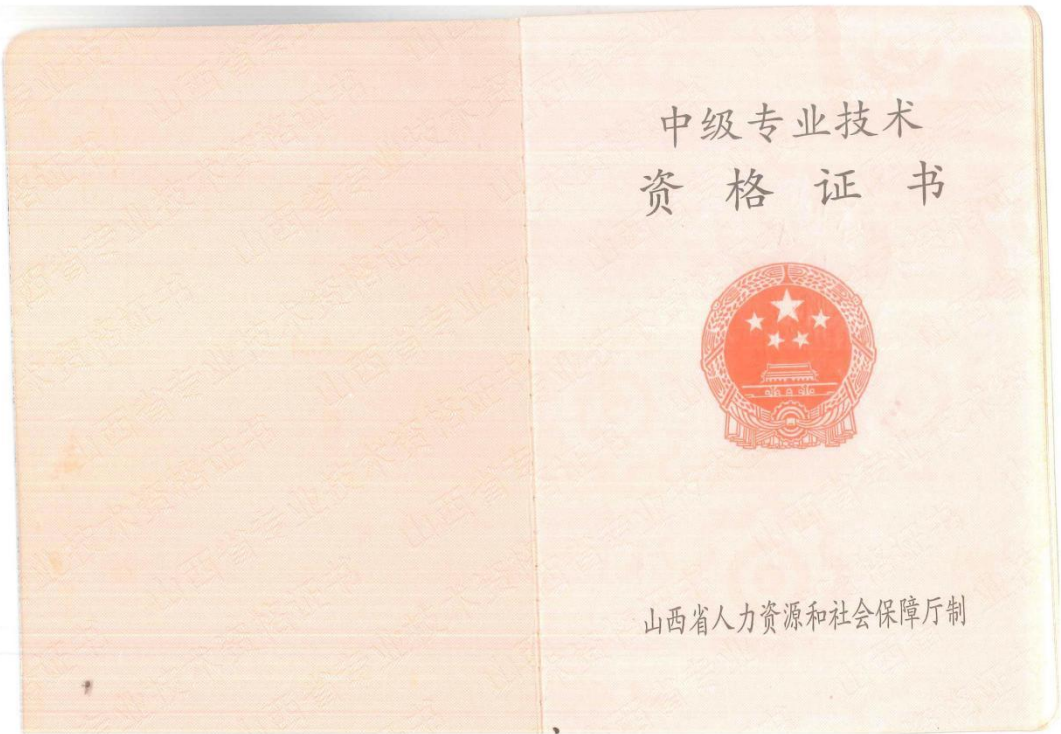 中级专业技术
资格证书
山西省人力资源和社会保障厅制